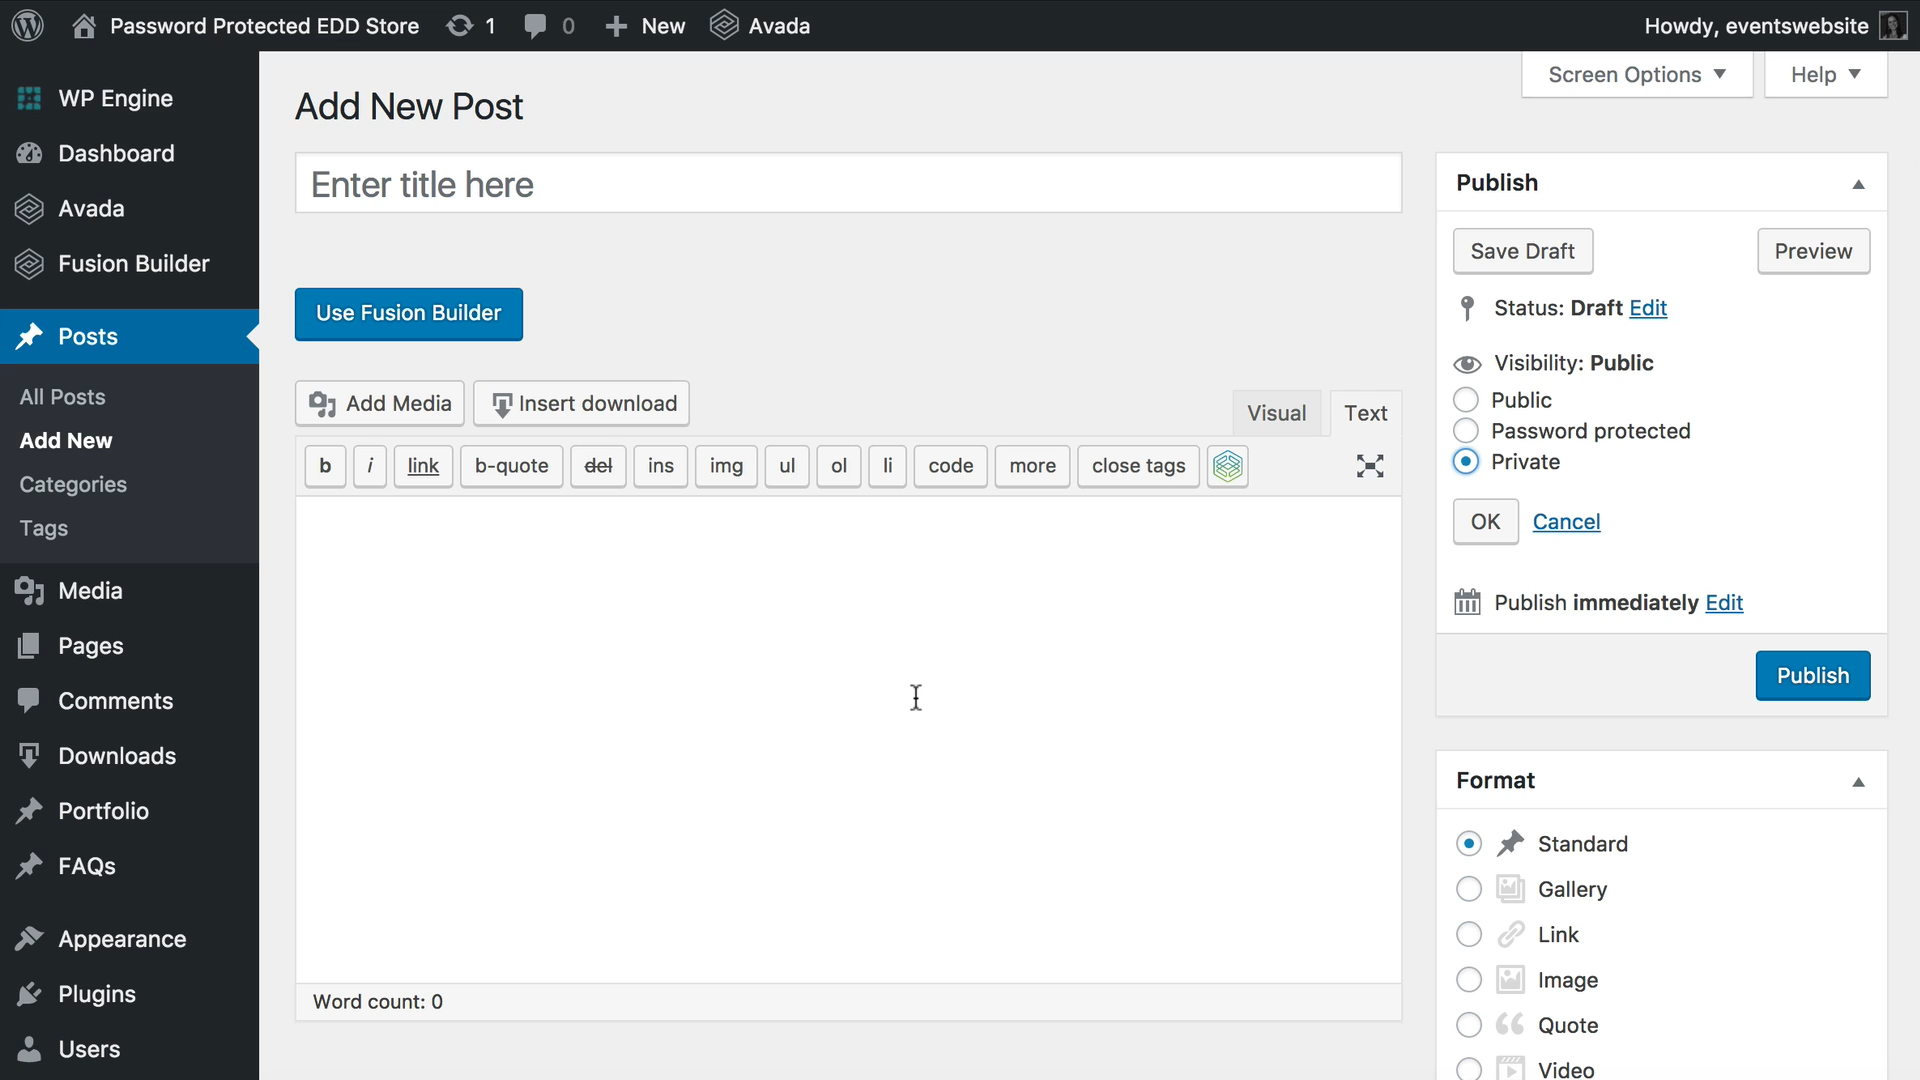 Password Protected EDD Store 1 0 New Avada Howdy, eventswebsite
WP Engine
Dashboard
Avada
Fusion Builder
Posts
All Posts
Add New
Categories
Tags
Media
Pages
Comments
Downloads
Portfolio
FAQs
Appearance
Plugins
Users
Screen Options Help
Add New Post
Enter title here
Use Fusion Builder
Add Media Insert download Visual Text
b i link b-quote del ins img ul ol li code more close tags
Word count: 0
Publish
Save Draft Preview
Status: Draft Edit
Visibility: Public
Public
Password protected
Private
OK Cancel
Publish immediately Edit
Publish
Format
Standard
Gallery
Link
Image
Quote
Video